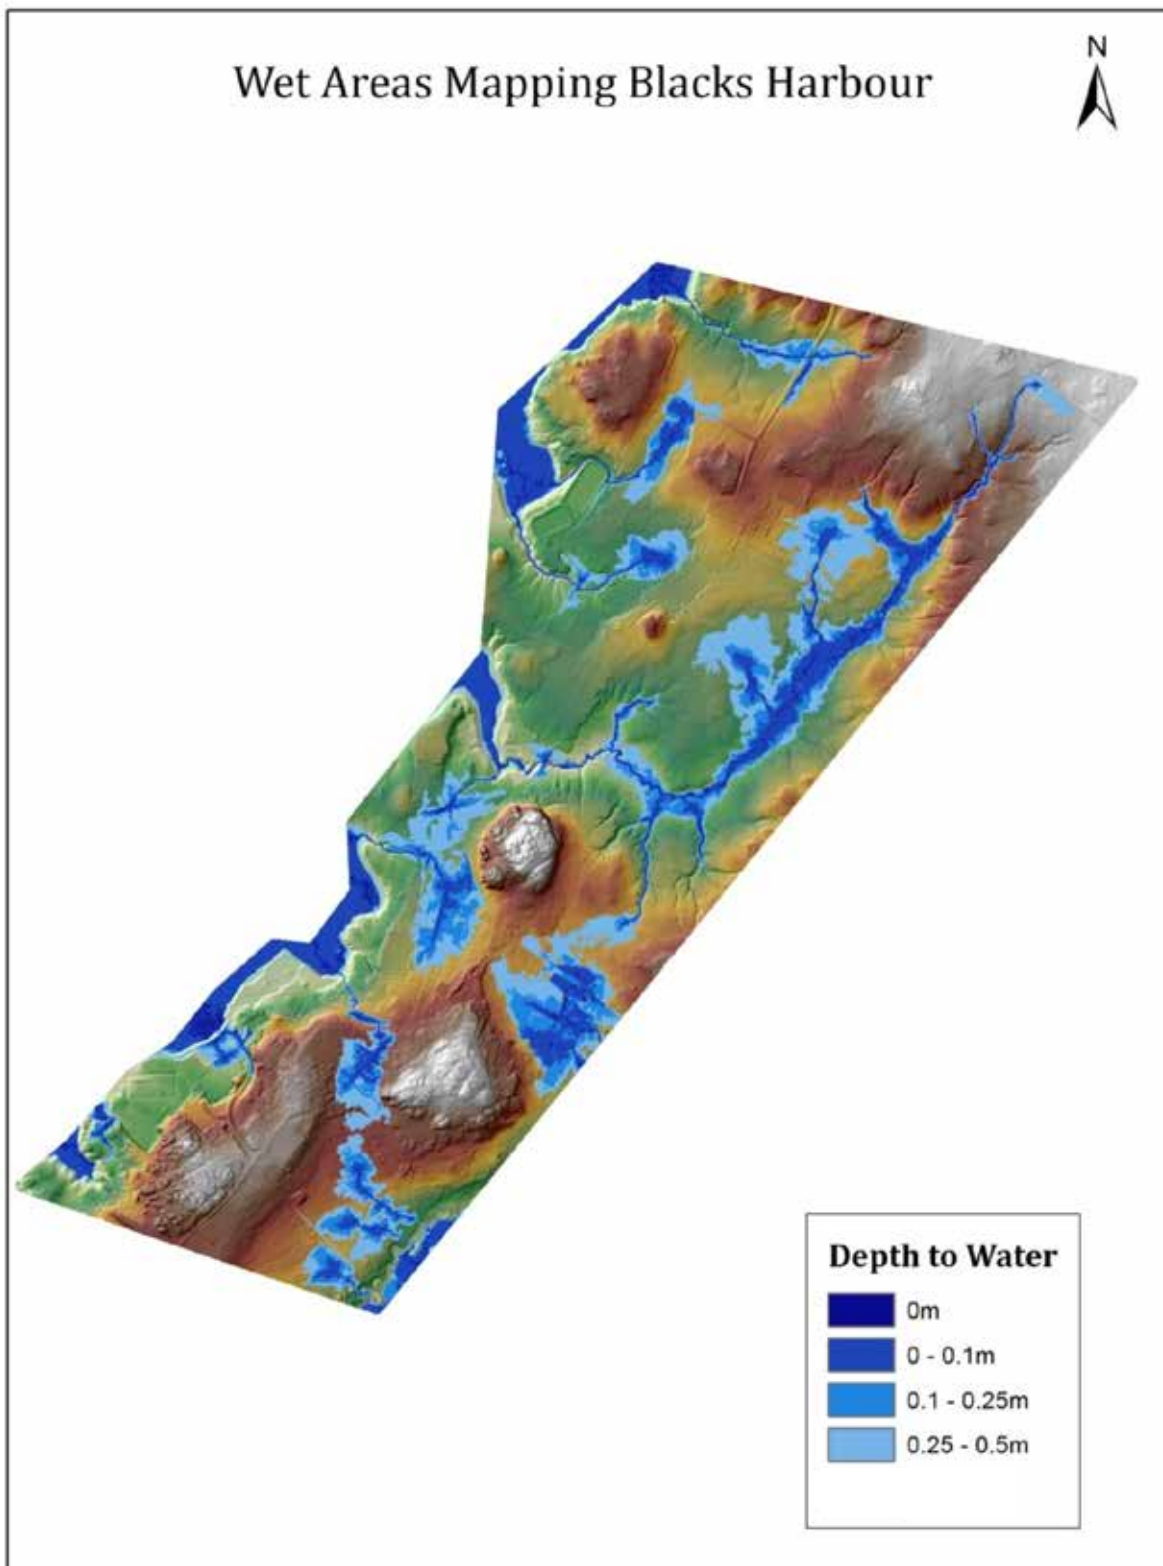 N
Wet Areas Mapping Blacks Harbour
Depth to Water
0m
0 - 0.1m
0.1 - 0.25m
0.25 - 0.5m